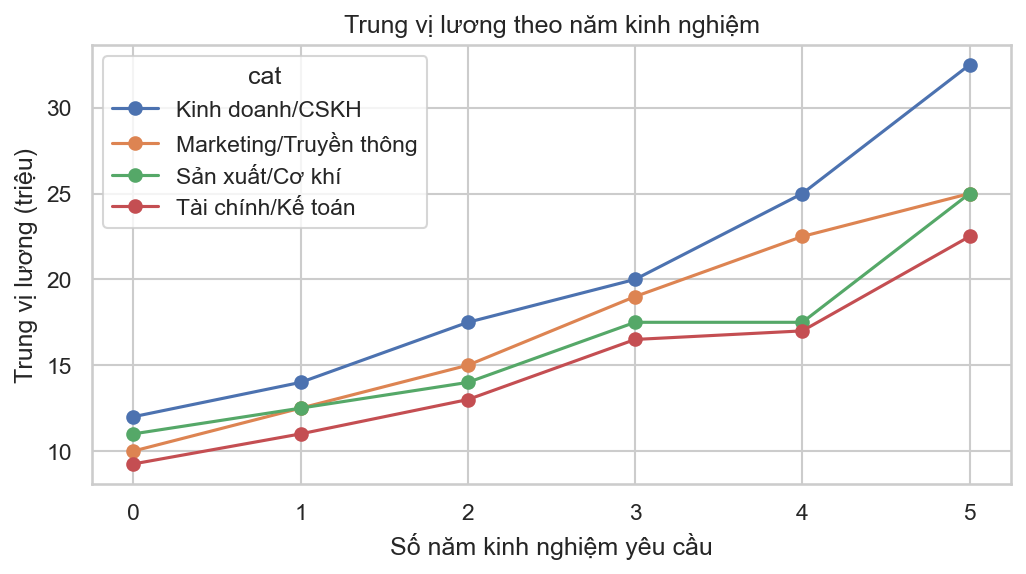 Trung vị lương theo năm kinh nghiệm
cat
Kinh doanh/CSKH
Marketing/Truyền thông
Sản xuất/Cơ khí
Tài chính/Kế toán
Trung vị lương (triệu)
30
25
20
15
10
0 1 2 3 4 5
Số năm kinh nghiệm yêu cầu